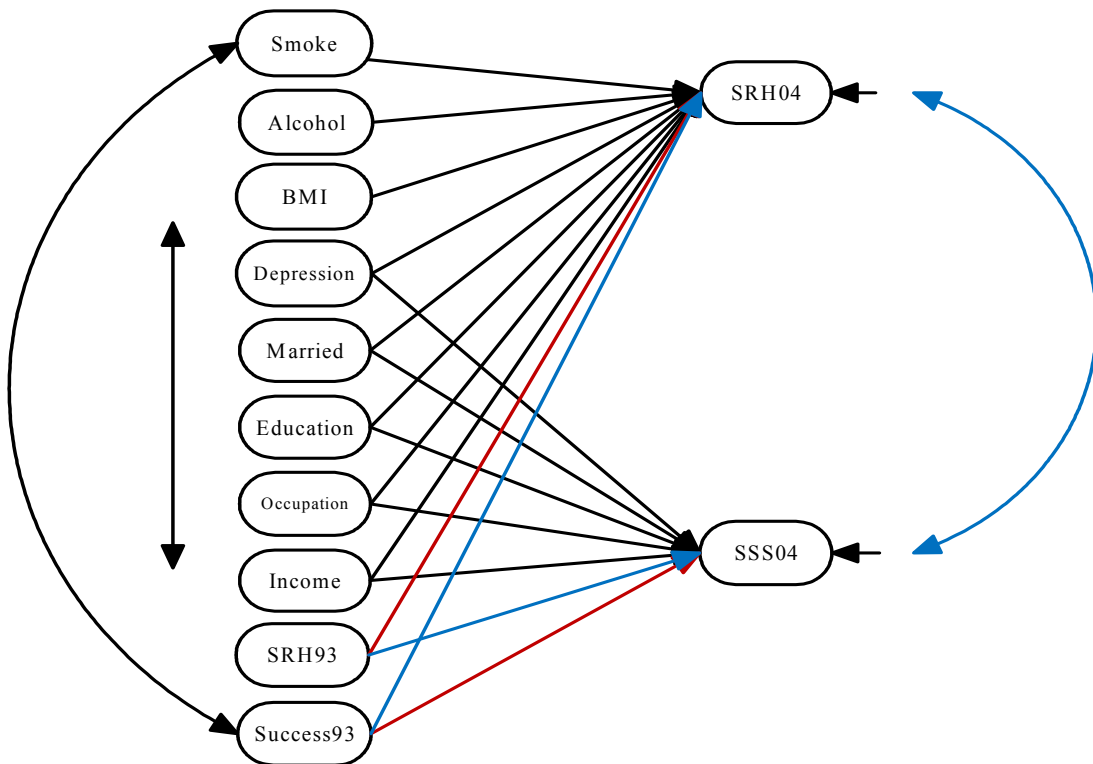 Smoke
SRH04
Alcohol
BMI
Depression
Married
Education
Occupation
SSS04
Income
SRH93
Success93